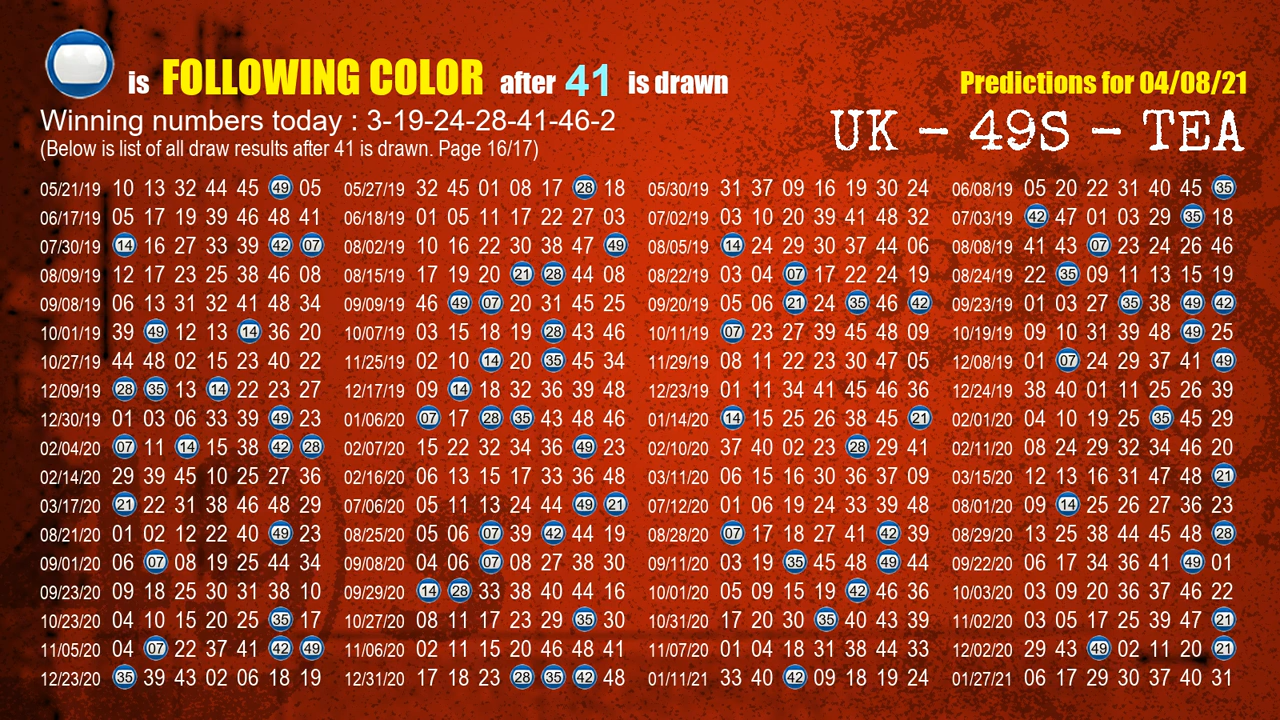 is FOLLOWING COLOR after 41 is drawn
Predictions for 04/08/21
Winning numbers today : 3-19-24-28-41-46-2
UK - 49S - TEA
(Below is list of all draw results after 41 is drawn. Page 16/17)
05/21/19 10 13 32 44 45 49 05 05/27/19 32 45 01 08 17 28 18 05/30/19 31 37 09 16 19 30 24 06/08/19 05 20 22 31 40 45 35
06/17/19 05 17 19 39 46 48 41 06/18/19 01 05 11 17 22 27 03 07/02/19 03 10 20 39 41 48 32 07/03/19 42 47 01 03 29 35 18
07/30/19 14 16 27 33 39 42 07 08/02/19 10 16 22 30 38 47 49 08/05/19 14 24 29 30 37 44 06 08/08/19 41 43 07 23 24 26 46
08/09/19 12 17 23 25 38 46 08 08/15/19 17 19 20 21 28 44 08 08/22/19 03 04 07 17 22 24 19 08/24/19 22 35 09 11 13 15 19
09/08/19 06 13 31 32 41 48 34 09/09/19 46 49 07 20 31 45 25 09/20/19 05 06 21 24 35 46 42 09/23/19 01 03 27 35 38 49 42
10/01/19 39 49 12 13 14 36 20 10/07/19 03 15 18 19 28 43 46 10/11/19 07 23 27 39 45 48 09 10/19/19 09 10 31 39 48 49 25
10/27/19 44 48 02 15 23 40 22 11/25/19 02 10 14 20 35 45 34 11/29/19 08 11 22 23 30 47 05 12/08/19 01 07 24 29 37 41 49
12/09/19 28 35 13 14 22 23 27 12/17/19 09 14 18 32 36 39 48 12/23/19 01 11 34 41 45 46 36 12/24/19 38 40 01 11 25 26 39
12/30/19 01 03 06 33 39 49 23 01/06/20 07 17 28 35 43 48 46 01/14/20 14 15 25 26 38 45 21 02/01/20 04 10 19 25 35 45 29
02/04/20 07 11 14 15 38 42 28 02/07/20 15 22 32 34 36 49 23 02/10/20 37 40 02 23 28 29 41 02/11/20 08 24 29 32 34 46 20
02/14/20 29 39 45 10 25 27 36 02/16/20 06 13 15 17 33 36 48 03/11/20 06 15 16 30 36 37 09 03/15/20 12 13 16 31 47 48 21
03/17/20 21 22 31 38 46 48 29 07/06/20 05 11 13 24 44 49 21 07/12/20 01 06 19 24 33 39 48 08/01/20 09 14 25 26 27 36 23
08/21/20 01 02 12 22 40 49 23 08/25/20 05 06 07 39 42 44 19 08/28/20 07 17 18 27 41 42 39 08/29/20 13 25 38 44 45 48 28
09/01/20 06 07 08 19 25 44 34 09/08/20 04 06 07 08 27 38 30 09/11/20 03 19 35 45 48 49 44 09/22/20 06 17 34 36 41 49 01
09/23/20 09 18 25 30 31 38 10 09/29/20 14 28 33 38 40 44 16 10/01/20 05 09 15 19 42 46 36 10/03/20 03 09 20 36 37 46 22
10/23/20 04 10 15 20 25 35 17 10/27/20 08 11 17 23 29 35 30 10/31/20 17 20 30 35 40 43 39 11/02/20 03 05 17 25 39 47 21
11/05/20 04 07 22 37 41 42 49 11/06/20 02 11 15 20 46 48 41 11/07/20 01 04 18 31 38 44 33 12/02/20 29 43 49 02 11 20 21
12/23/20 35 39 43 02 06 18 19 12/31/20 17 18 23 28 35 42 48 01/11/21 33 40 42 09 18 19 24 01/27/21 06 17 29 30 37 40 31